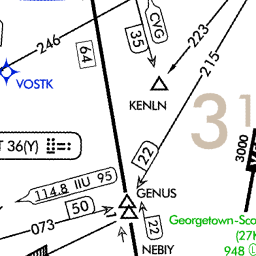 CVG
35
246
64
223
215
VOSTK
KENLN
31
3000
T 36(Y)
22
114.8 IIU 95
GENUS
50
073
22
Georgetown-Sco
(27K
NEBIY
948 (L